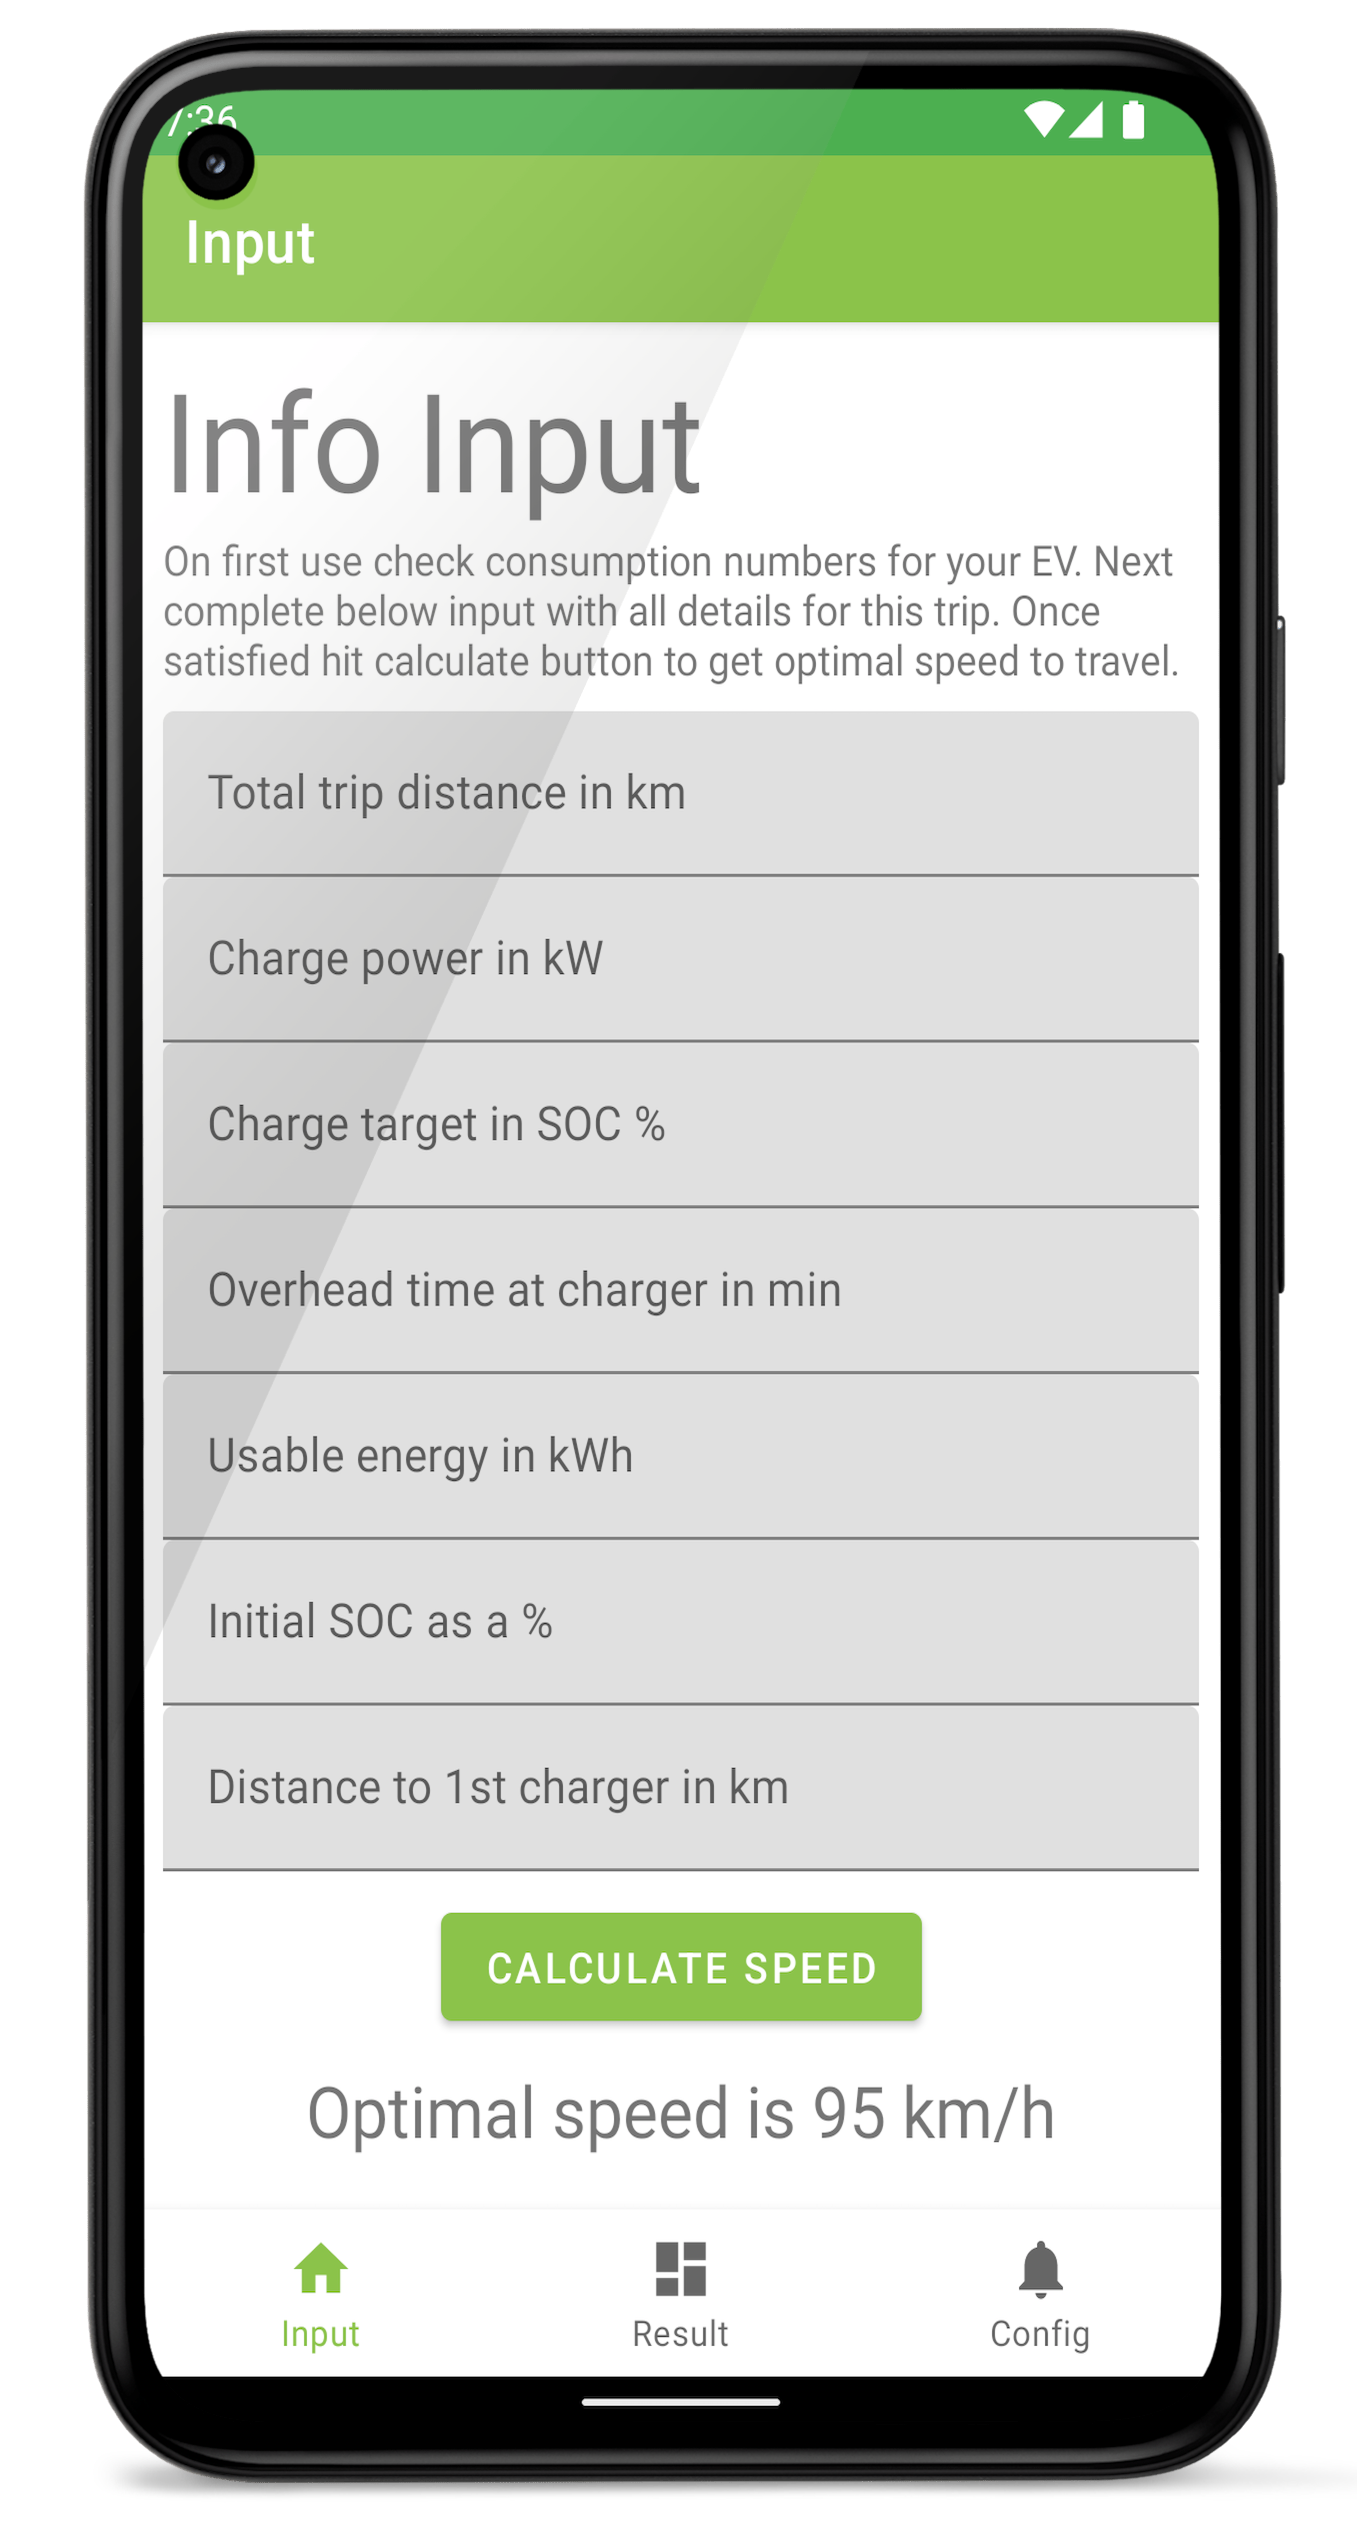 7:36
Input
Info Input
On first use check consumption numbers for your EV. Next
complete below input with all details for this trip. Once
satisfied hit calculate button to get optimal speed to travel.
Total trip distance in km
Charge power in kW
Charge target in SOC %
Overhead time at charger in min
Usable energy in kWh
Initial SOC as a %
Distance to 1st charger in km
CALCULATE SPEED
Optimal speed is 95 km/h
Input Result Config